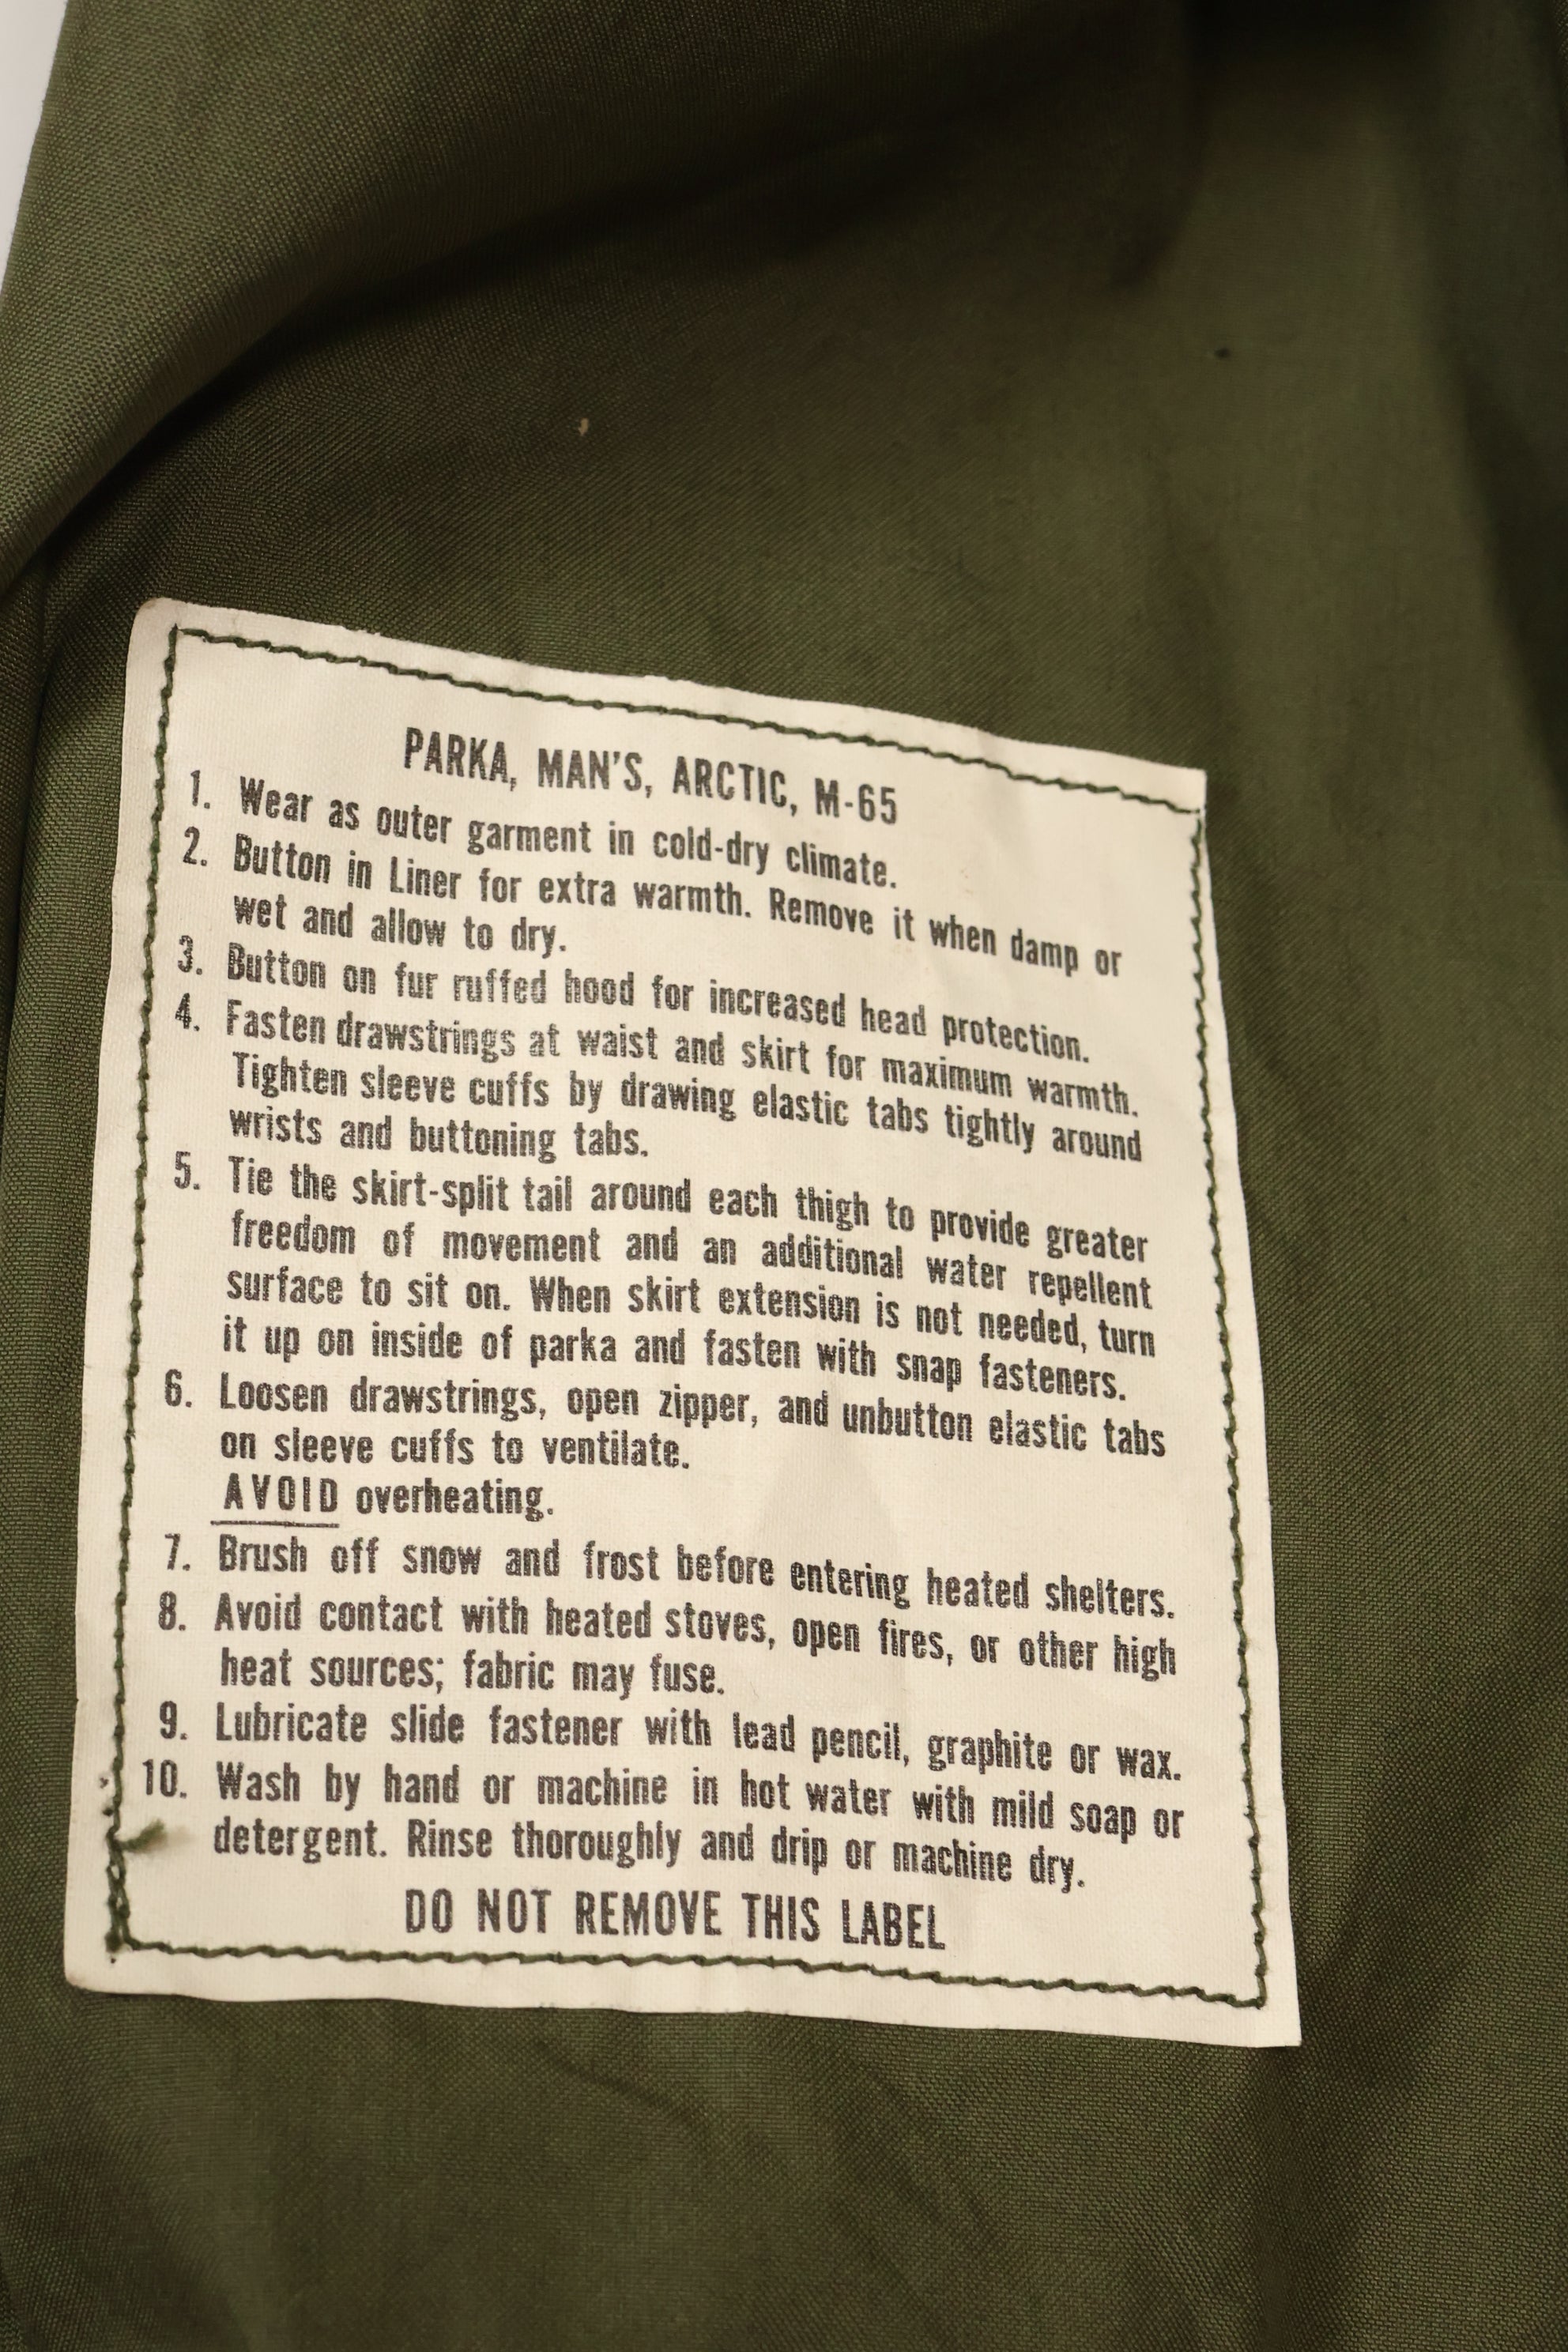 PARKA, MAN'S, ARCTIC, M-65
1. Wear as outer garment in cold-dry climate.
2. Button in Liner for extra warmth. Remove it when damp or
wet and allow to dry.
3. Button on fur ruffed hood for increased head protection.
4. Fasten drawstrings at waist and skirt for maximum warmth.
Tighten sleeve cuffs by drawing elastic tabs tightly around
wrists and buttoning tabs.
5. Tie the skirt-split tail around each thigh to provide greater
freedom of movement and an additional water repellent
surface to sit on. When skirt extension is not needed, turn
it up on inside of parka and fasten with snap fasteners.
6. Loosen drawstrings, open zipper, and unbutton elastic tabs
on sleeve cuffs to ventilate.
AVOID overheating.
7. Brush off snow and frost before entering heated shelters.
8. Avoid contact with heated stoves, open fires, or other high
heat sources; fabric may fuse.
9. Lubricate slide fastener with lead pencil, graphite or wax.
10. Wash by hand or machine in hot water with mild soap or
detergent. Rinse thoroughly and drip or machine dry.
DO NOT REMOVE THIS LABEL